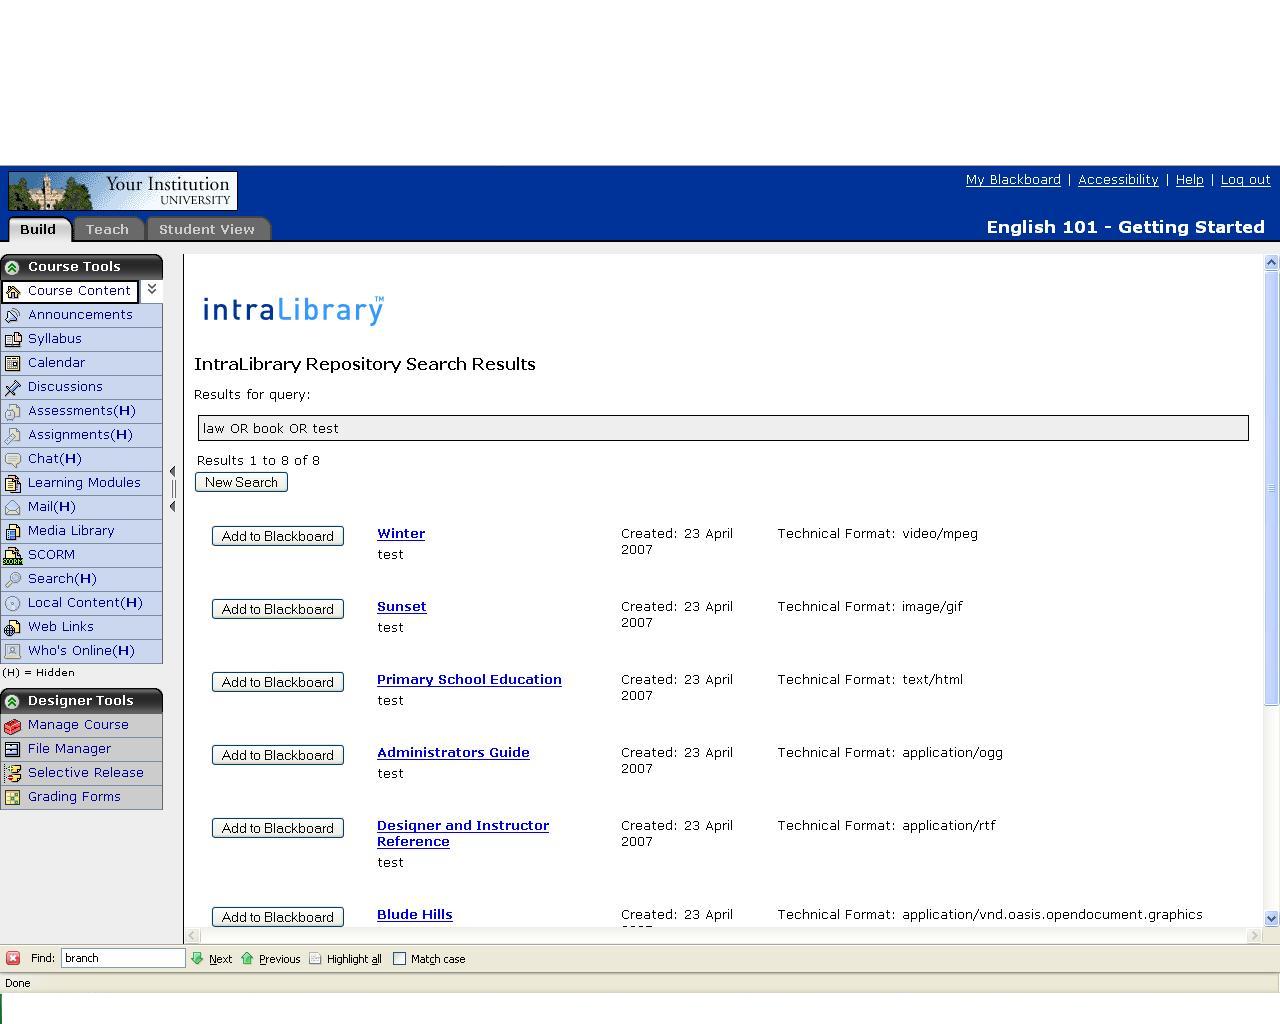 Your Institution
UNIVERSITY
My Blackboard | Accessibility | Help | Log out
Build Teach Student View
English 101 - Getting Started
Course Tools
Course Content
Announcements
Syllabus
Calendar
Discussions
Assessments(H)
Assignments(H)
Chat(H)
Learning Modules
Mail(H)
Media Library
SCORM
Search(H)
Local Content(H)
Web Links
Who's Online(H)
(H) = Hidden
Designer Tools
Manage Course
File Manager
Selective Release
Grading Forms
intraLibrary™
IntraLibrary Repository Search Results
Results for query:
law OR book OR test
Results 1 to 8 of 8
New Search
Add to Blackboard Winter Created: 23 April Technical Format: video/mpeg
2007
test
Add to Blackboard Sunset Created: 23 April Technical Format: image/gif
2007
test
Add to Blackboard Primary School Education Created: 23 April Technical Format: text/html
2007
test
Add to Blackboard Administrators Guide Created: 23 April Technical Format: application/ogg
2007
test
Add to Blackboard Designer and Instructor Created: 23 April Technical Format: application/rtf
Reference 2007
test
Add to Blackboard Blude Hills Created: 23 April Technical Format: application/vnd.oasis.opendocument.graphics
Find: branch Next Previous Highlight all Match case
Done